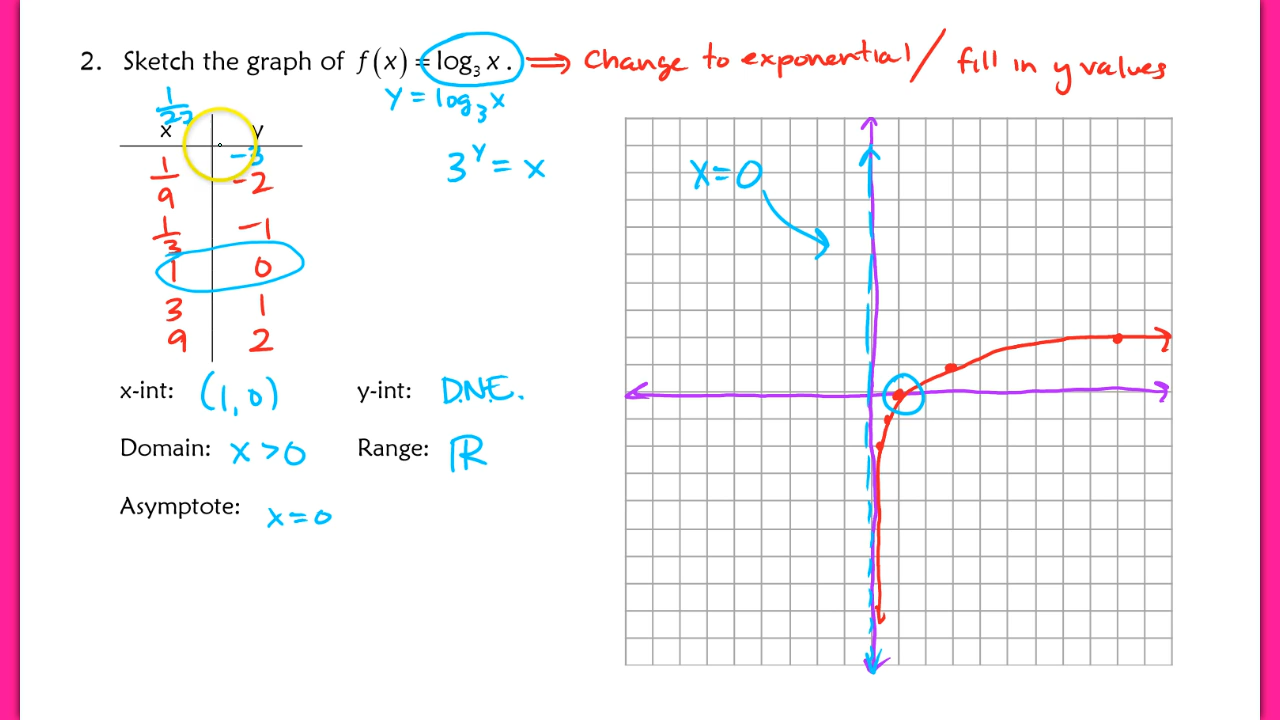 2. Sketch the graph of f(x) = log₃ x. ⇒ Change to exponential / fill in y values
y = log₃x
3^y = x
x y
1/27 -3
1/9 -2
1/3 -1
1 0
3 1
9 2
x-int: (1,0) y-int: D.N.E.
Domain: x>0 Range: ℝ
Asymptote: x=0
x=0